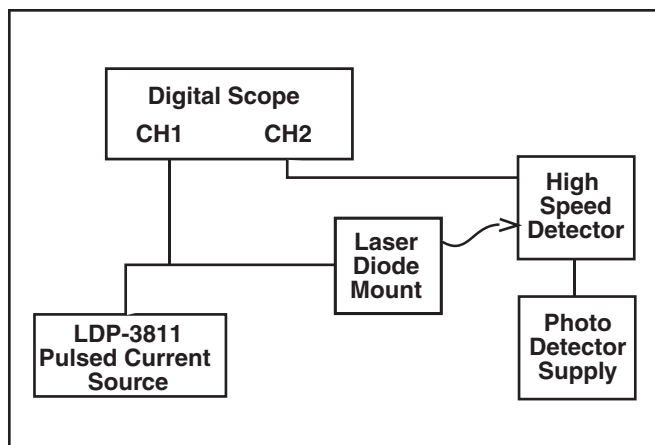 Digital Scope
CH1 CH2
High
Speed
Detector
Laser
Diode
Mount
LDP-3811
Pulsed Current
Source
Photo
Detector
Supply